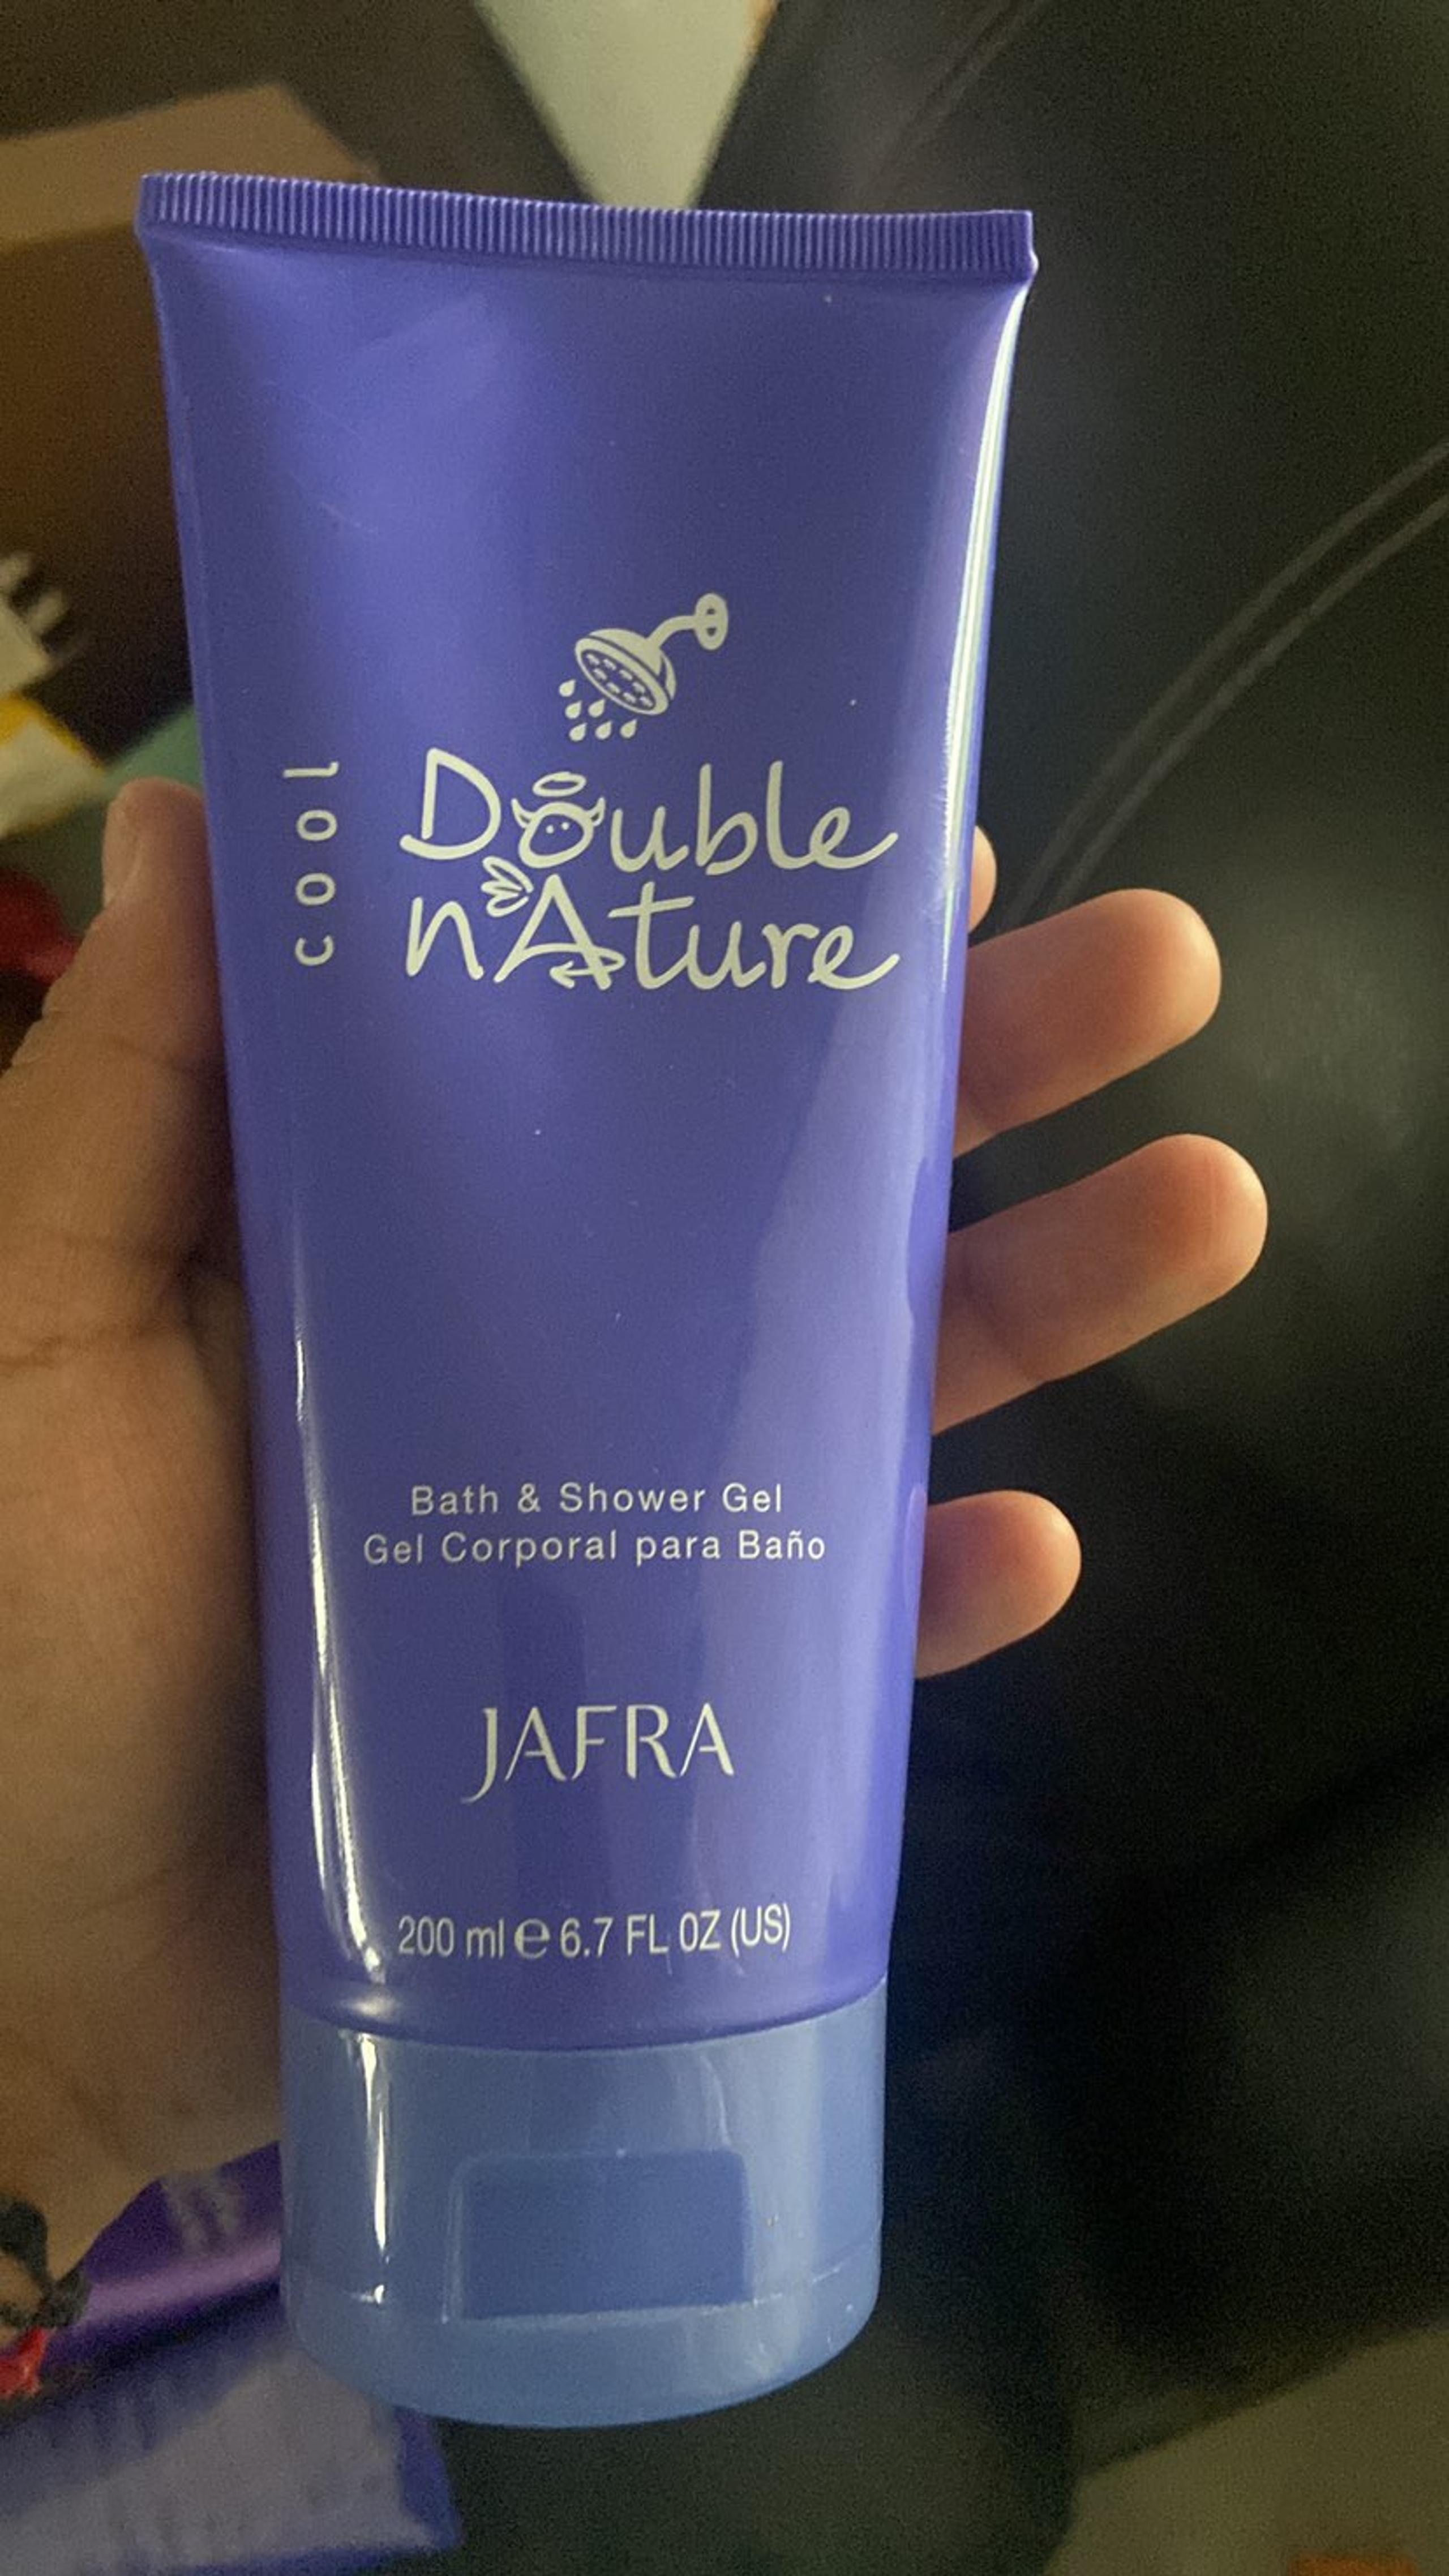 cool
Double
nAture
Bath & Shower Gel
Gel Corporal para Baño
JAFRA
200 ml e 6.7 FL OZ (US)